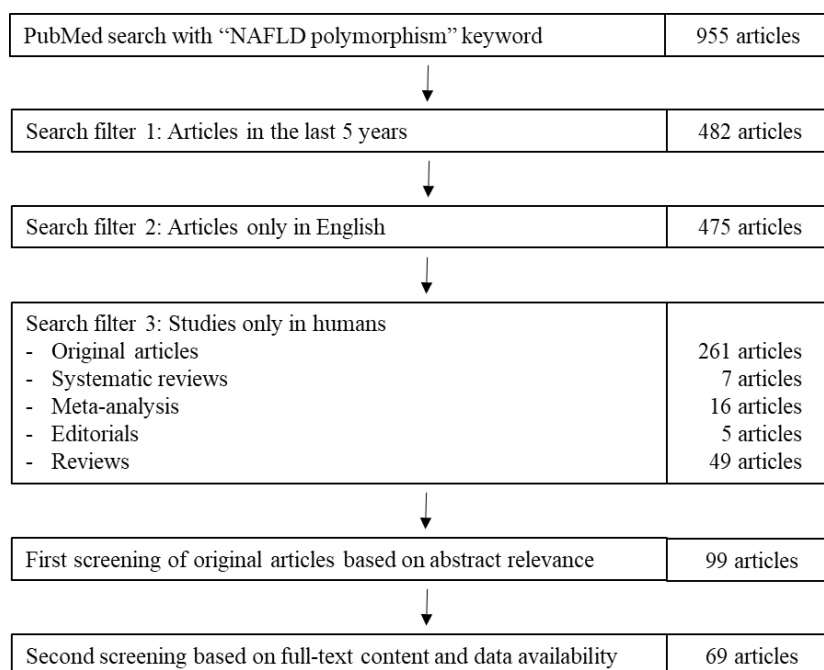 PubMed search with “NAFLD polymorphism” keyword 955 articles
Search filter 1: Articles in the last 5 years 482 articles
Search filter 2: Articles only in English 475 articles
Search filter 3: Studies only in humans
- Original articles 261 articles
- Systematic reviews 7 articles
- Meta-analysis 16 articles
- Editorials 5 articles
- Reviews 49 articles
First screening of original articles based on abstract relevance 99 articles
Second screening based on full-text content and data availability 69 articles